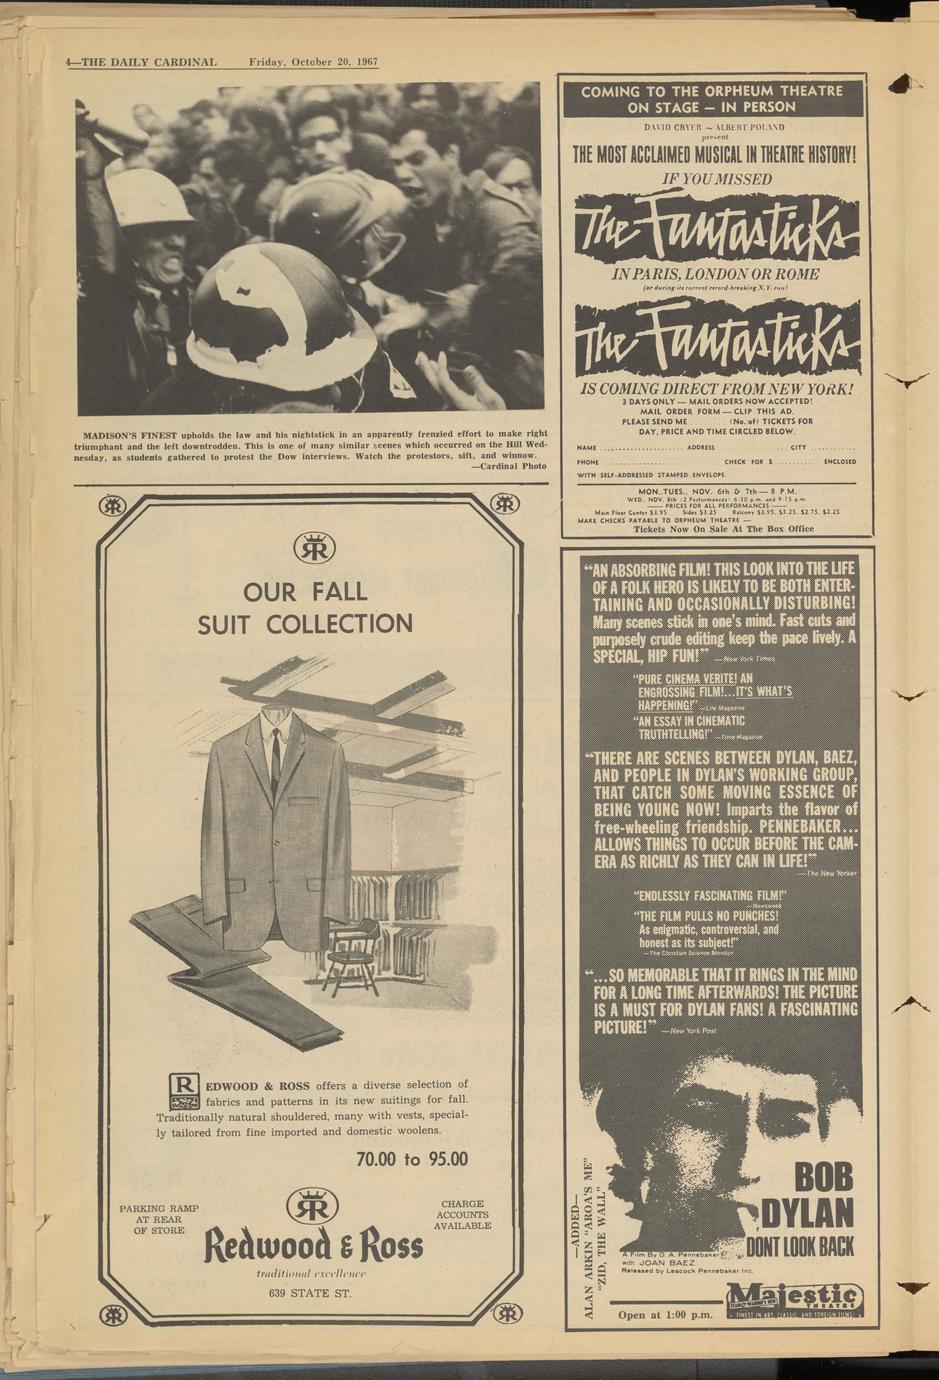 4—THE DAILY CARDINAL Friday, October 20, 1967
MADISON'S FINEST upholds the law and his nightstick in an apparently frenzied effort to make right
triumphant and the left downtrodden. This is one of many similar scenes which occurred on the Hill Wed-
nesday, as students gathered to protest the Dow interviews. Watch the protestors, sift, and winnow.
—Cardinal Photo
OUR FALL
SUIT COLLECTION
REDWOOD & ROSS offers a diverse selection of
fabrics and patterns in its new suitings for fall.
Traditionally natural shouldered, many with vests, special-
ly tailored from fine imported and domestic woolens.
70.00 to 95.00
PARKING RAMP
AT REAR
OF STORE
CHARGE
ACCOUNTS
AVAILABLE
Redwood & Ross
traditional excellence
639 STATE ST.
COMING TO THE ORPHEUM THEATRE
ON STAGE — IN PERSON
DAVID CRYER ~ ALBERT POLAND
present
THE MOST ACCLAIMED MUSICAL IN THEATRE HISTORY!
IF YOU MISSED
The Fantasticks
IN PARIS, LONDON OR ROME
(or during its current record-breaking N.Y. run)
The Fantasticks
IS COMING DIRECT FROM NEW YORK!
3 DAYS ONLY — MAIL ORDERS NOW ACCEPTED!
MAIL ORDER FORM — CLIP THIS AD.
PLEASE SEND ME ........ (No. of) TICKETS FOR
DAY, PRICE AND TIME CIRCLED BELOW.
NAME ........................ ADDRESS ........................ CITY ............
PHONE ........................ CHECK FOR $ ............ ENCLOSED
WITH SELF-ADDRESSED STAMPED ENVELOPE.
MON., TUES., NOV. 6th & 7th — 8 P.M.
WED., NOV. 8th (2 Performances) 6:30 p.m. and 9:15 p.m.
—— PRICES FOR ALL PERFORMANCES ——
Main Floor Center $3.95 Sides $3.25 Balcony $3.95, $3.25, $2.75, $2.25
MAKE CHECKS PAYABLE TO ORPHEUM THEATRE —
Tickets Now On Sale At The Box Office
"AN ABSORBING FILM! THIS LOOK INTO THE LIFE
OF A FOLK HERO IS LIKELY TO BE BOTH ENTER-
TAINING AND OCCASIONALLY DISTURBING!
Many scenes stick in one's mind. Fast cuts and
purposely crude editing keep the pace lively. A
SPECIAL, HIP FUN!" —New York Times
"PURE CINEMA VERITE! AN
ENGROSSING FILM!...IT'S WHAT'S
HAPPENING!" —Life Magazine
"AN ESSAY IN CINEMATIC
TRUTHTELLING!" —Time Magazine
"THERE ARE SCENES BETWEEN DYLAN, BAEZ,
AND PEOPLE IN DYLAN'S WORKING GROUP,
THAT CATCH SOME MOVING ESSENCE OF
BEING YOUNG NOW! Imparts the flavor of
free-wheeling friendship. PENNEBAKER...
ALLOWS THINGS TO OCCUR BEFORE THE CAM-
ERA AS RICHLY AS THEY CAN IN LIFE!"
—The New Yorker
"ENDLESSLY FASCINATING FILM!"
—Newsweek
"THE FILM PULLS NO PUNCHES!
As enigmatic, controversial, and
honest as its subject!"
—The Christian Science Monitor
"...SO MEMORABLE THAT IT RINGS IN THE MIND
FOR A LONG TIME AFTERWARDS! THE PICTURE
IS A MUST FOR DYLAN FANS! A FASCINATING
PICTURE!" —New York Post
BOB
DYLAN
DONT LOOK BACK
A Film By D. A. Pennebaker
with JOAN BAEZ
Released by Leacock Pennebaker Inc.
—ADDED—
ALAN ARKIN "AROA'S ME"
"ZID, THE WALL"
Open at 1:00 p.m.
Majestic
THEATRE
FINEST IN ART, CLASSIC, AND FOREIGN FILMS!